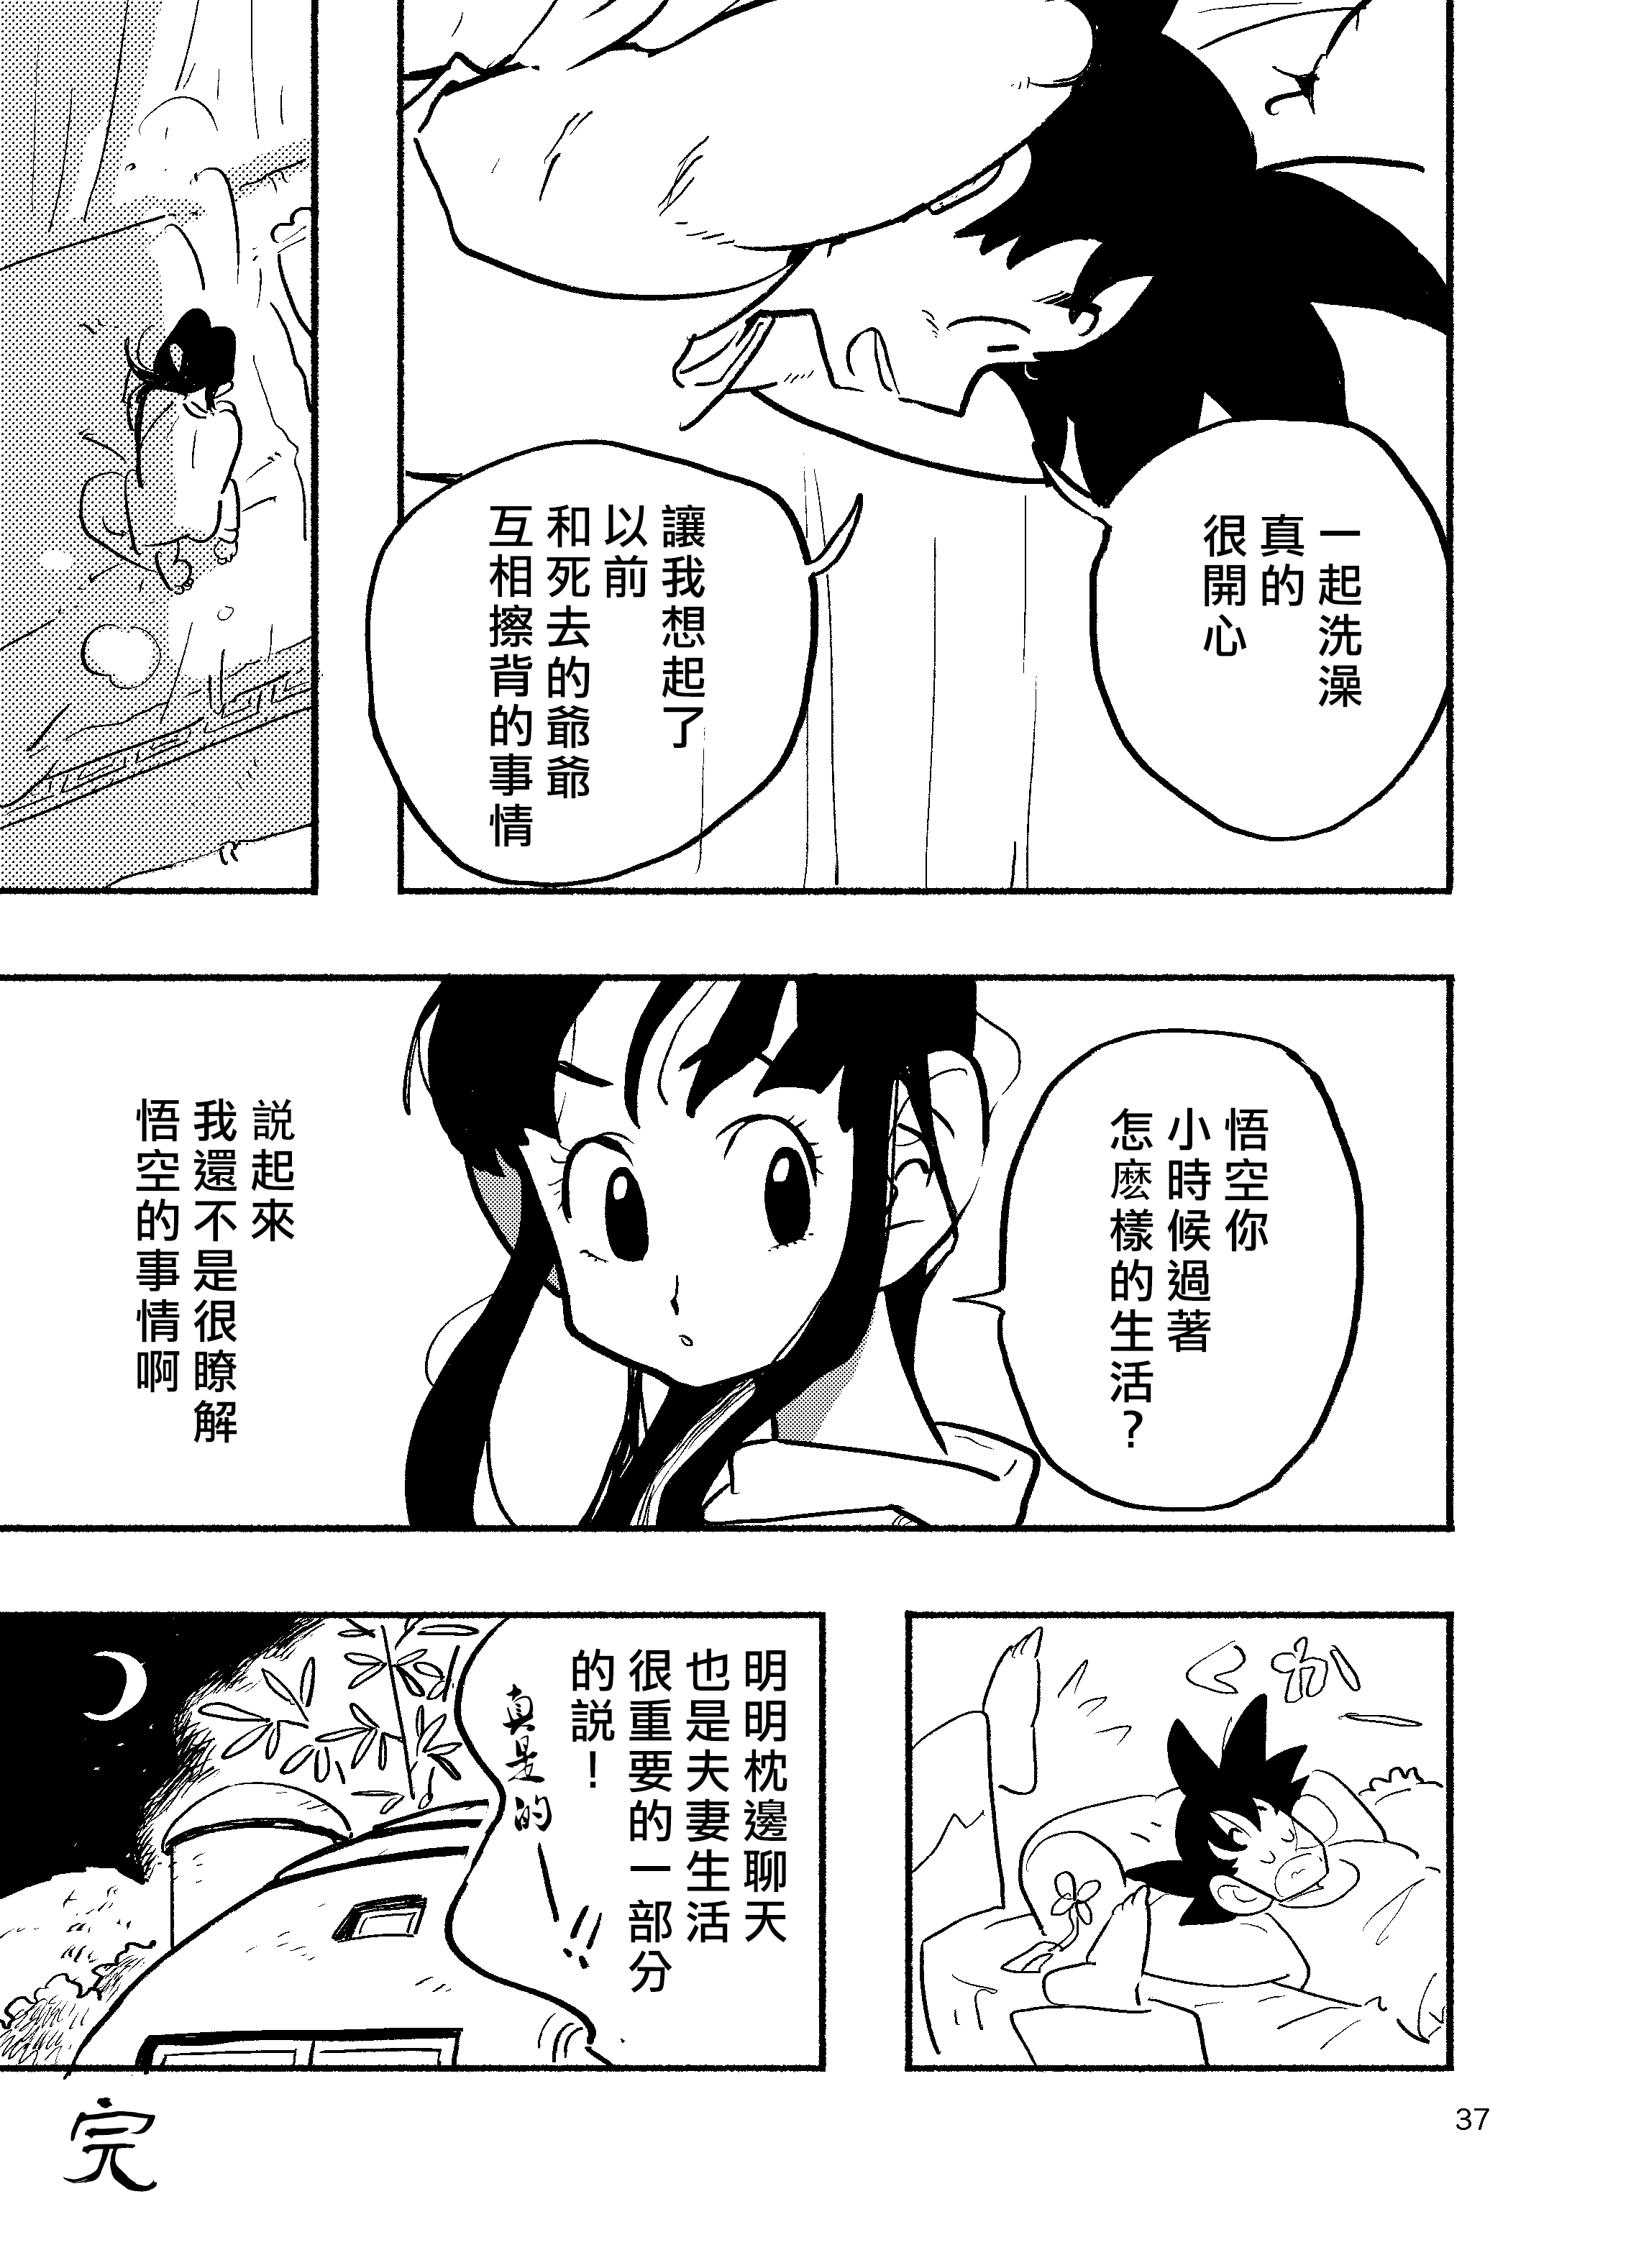 一起洗澡
真的
很開心
讓我想起了
以前
和死去的爺爺
互相擦背的事情
悟空你
小時候過著
怎麽樣的生活？
説起來
我還不是很瞭解
悟空的事情啊
くかー
明明枕邊聊天
也是夫妻生活
很重要的一部分
的説！
真是的—!!
完
37